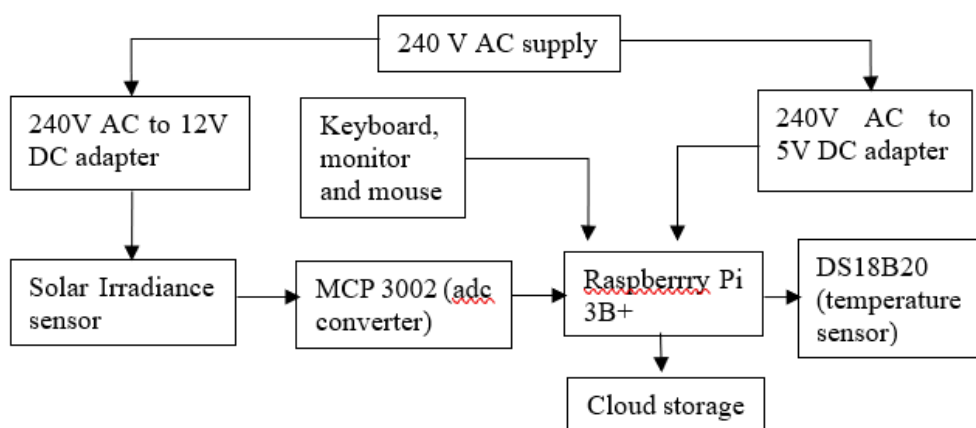 240 V AC supply
240V AC to 12V
DC adapter
Keyboard,
monitor
and mouse
240V AC to
5V DC adapter
Solar Irradiance
sensor
MCP 3002 (adc
converter)
Raspberrry Pi
3B+
DS18B20
(temperature
sensor)
Cloud storage